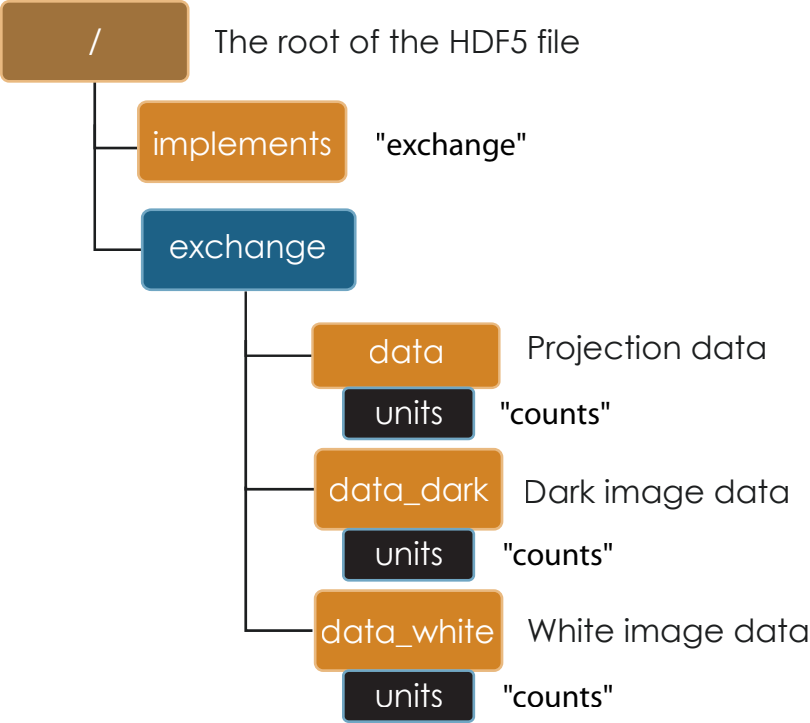 / The root of the HDF5 file
implements "exchange"
exchange
data Projection data
units "counts"
data_dark Dark image data
units "counts"
data_white White image data
units "counts"